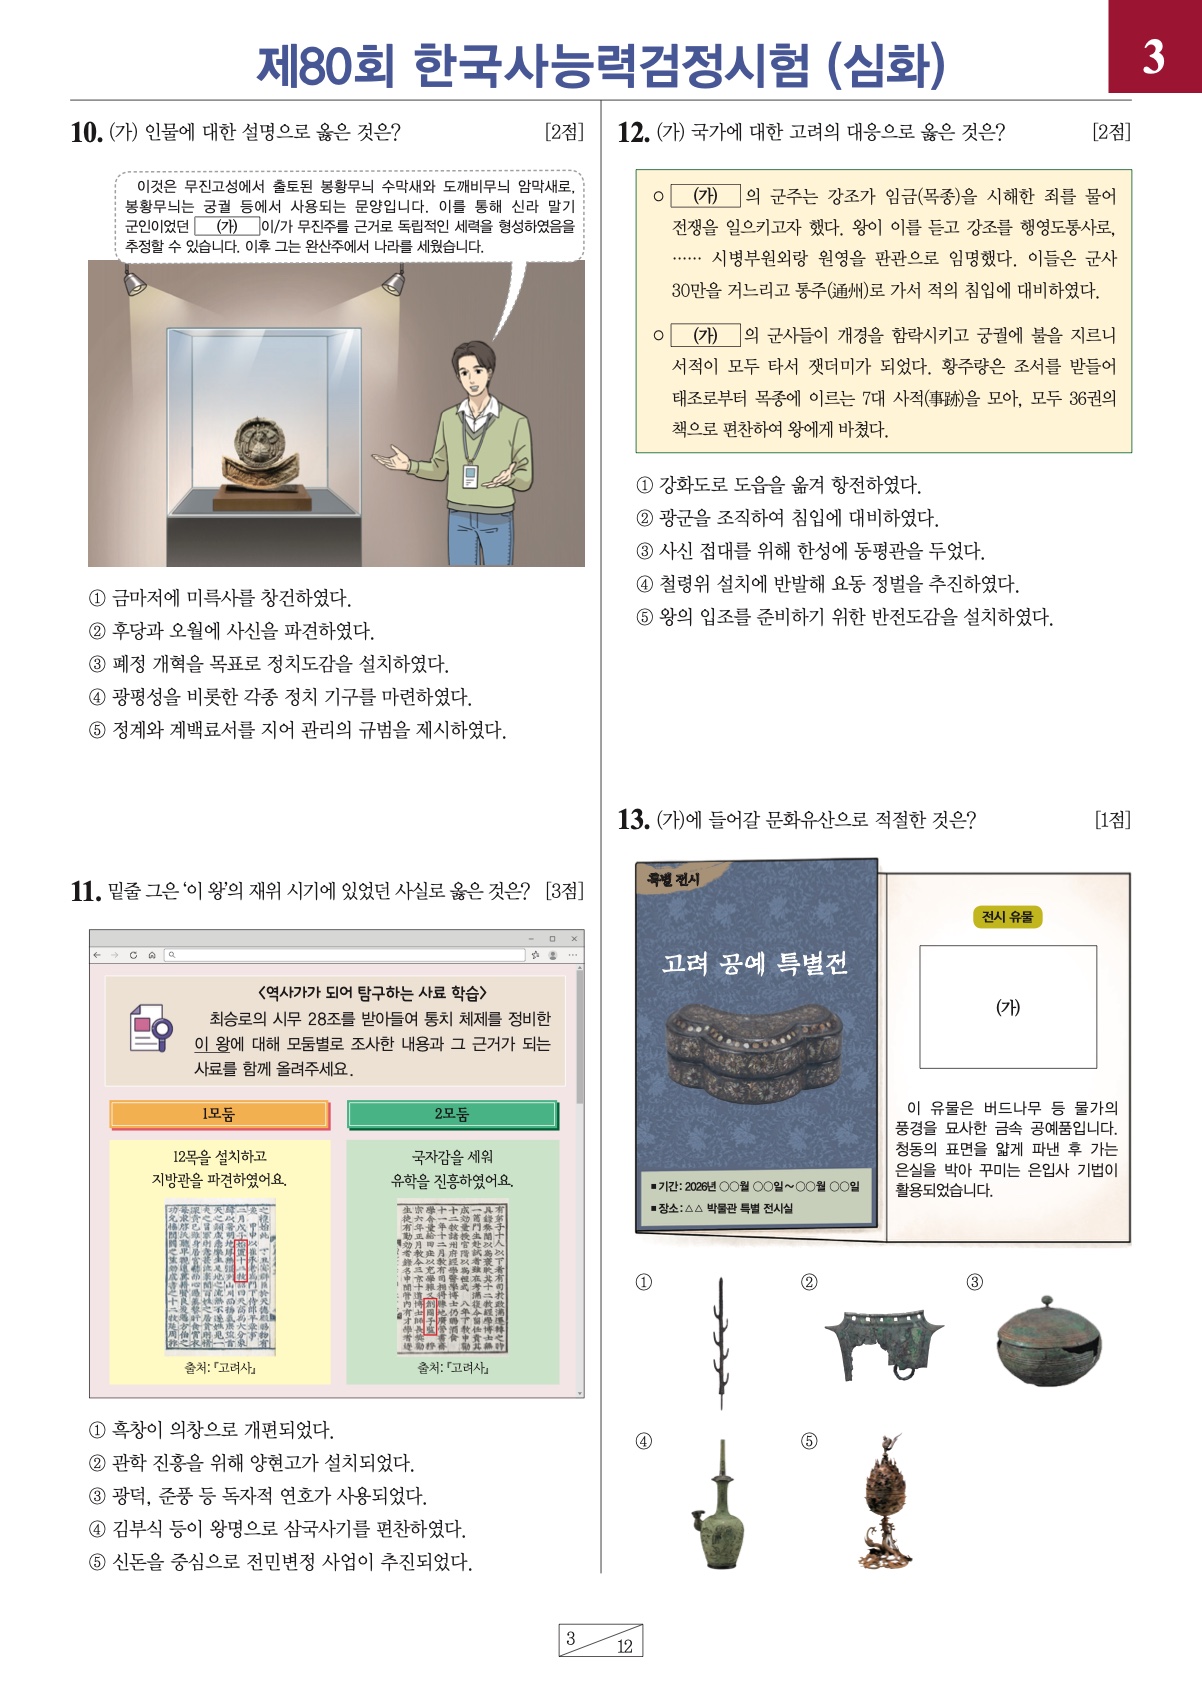 제80회 한국사능력검정시험 (심화)
3
10. (가) 인물에 대한 설명으로 옳은 것은? [2점]
이것은 무진고성에서 출토된 봉황무늬 수막새와 도깨비무늬 암막새로,
봉황무늬는 궁궐 등에서 사용되는 문양입니다. 이를 통해 신라 말기
군인이었던 (가) 이/가 무진주를 근거로 독립적인 세력을 형성하였음을
추정할 수 있습니다. 이후 그는 완산주에서 나라를 세웠습니다.
① 금마저에 미륵사를 창건하였다.
② 후당과 오월에 사신을 파견하였다.
③ 폐정 개혁을 목표로 정치도감을 설치하였다.
④ 광평성을 비롯한 각종 정치 기구를 마련하였다.
⑤ 정계와 계백료서를 지어 관리의 규범을 제시하였다.
11. 밑줄 그은 ‘이 왕’의 재위 시기에 있었던 사실로 옳은 것은? [3점]
<역사가가 되어 탐구하는 사료 학습>
최승로의 시무 28조를 받아들여 통치 체제를 정비한
이 왕에 대해 모둠별로 조사한 내용과 그 근거가 되는
사료를 함께 올려주세요.
1모둠
12목을 설치하고
지방관을 파견하였어요.
출처: 『고려사』
2모둠
국자감을 세워
유학을 진흥하였어요.
출처: 『고려사』
① 흑창이 의창으로 개편되었다.
② 관학 진흥을 위해 양현고가 설치되었다.
③ 광덕, 준풍 등 독자적 연호가 사용되었다.
④ 김부식 등이 왕명으로 삼국사기를 편찬하였다.
⑤ 신돈을 중심으로 전민변정 사업이 추진되었다.
12. (가) 국가에 대한 고려의 대응으로 옳은 것은? [2점]
○ (가) 의 군주는 강조가 임금(목종)을 시해한 죄를 물어
전쟁을 일으키고자 했다. 왕이 이를 듣고 강조를 행영도통사로,
…… 시병부원외랑 원영을 판관으로 임명했다. 이들은 군사
30만을 거느리고 통주(通州)로 가서 적의 침입에 대비하였다.
○ (가) 의 군사들이 개경을 함락시키고 궁궐에 불을 지르니
서적이 모두 타서 잿더미가 되었다. 황주량은 조서를 받들어
태조로부터 목종에 이르는 7대 사적(事跡)을 모아, 모두 36권의
책으로 편찬하여 왕에게 바쳤다.
① 강화도로 도읍을 옮겨 항전하였다.
② 광군을 조직하여 침입에 대비하였다.
③ 사신 접대를 위해 한성에 동평관을 두었다.
④ 철령위 설치에 반발해 요동 정벌을 추진하였다.
⑤ 왕의 입조를 준비하기 위한 반전도감을 설치하였다.
13. (가)에 들어갈 문화유산으로 적절한 것은? [1점]
특별 전시
고려 공예 특별전
■ 기간: 2026년 ○○월 ○○일~○○월 ○○일
■ 장소: △△ 박물관 특별 전시실
전시 유물
(가)
이 유물은 버드나무 등 물가의
풍경을 묘사한 금속 공예품입니다.
청동의 표면을 얇게 파낸 후 가는
은실을 박아 꾸미는 은입사 기법이
활용되었습니다.
① ② ③
④ ⑤
3
12